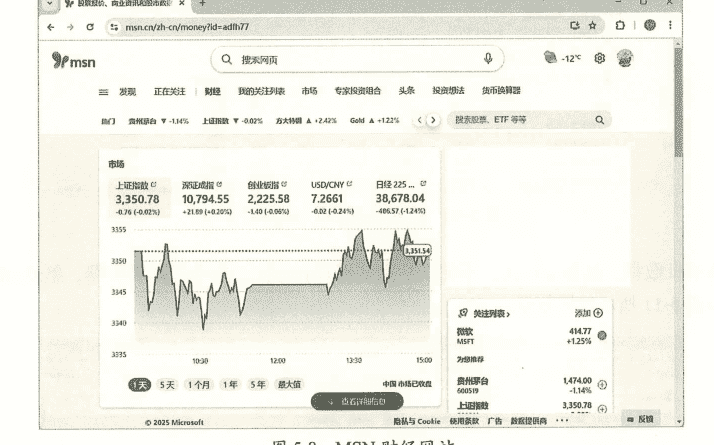 股票报价、商业资讯和股市数据
msn.cn/zh-cn/money?id=adflh77
msn
搜索网页
-12℃
发现 正在关注 财经 我的关注列表 市场 专家投资组合 头条 投资想法 货币换算器
热门 贵州茅台 ▼ -1.14% 上证指数 ▼ -0.02% 方大特钢 ▲ +2.42% Gold ▲ +1.22%
搜索股票、ETF 等等
市场
上证指数 深证成指 创业板指 USD/CNY 日经 225 ...
3,350.78 10,794.55 2,225.58 7.2661 38,678.04
-0.76 (-0.02%) +21.89 (+0.20%) -1.40 (-0.06%) -0.02 (-0.24%) -486.57 (-1.24%)
3355
3350
3345
3340
3335
3,351.54
10:30 12:00 13:30 15:00
1天 5天 1个月 1年 5年 最大值
中国 市场已收盘
查看详细信息
关注列表 添加
微软 414.77
MSFT +1.25%
为您推荐
贵州茅台 1,474.00
600519 -1.14%
上证指数 3,350.78
© 2025 Microsoft
隐私与 Cookie 使用条款 广告 数据提供商 ...
反馈